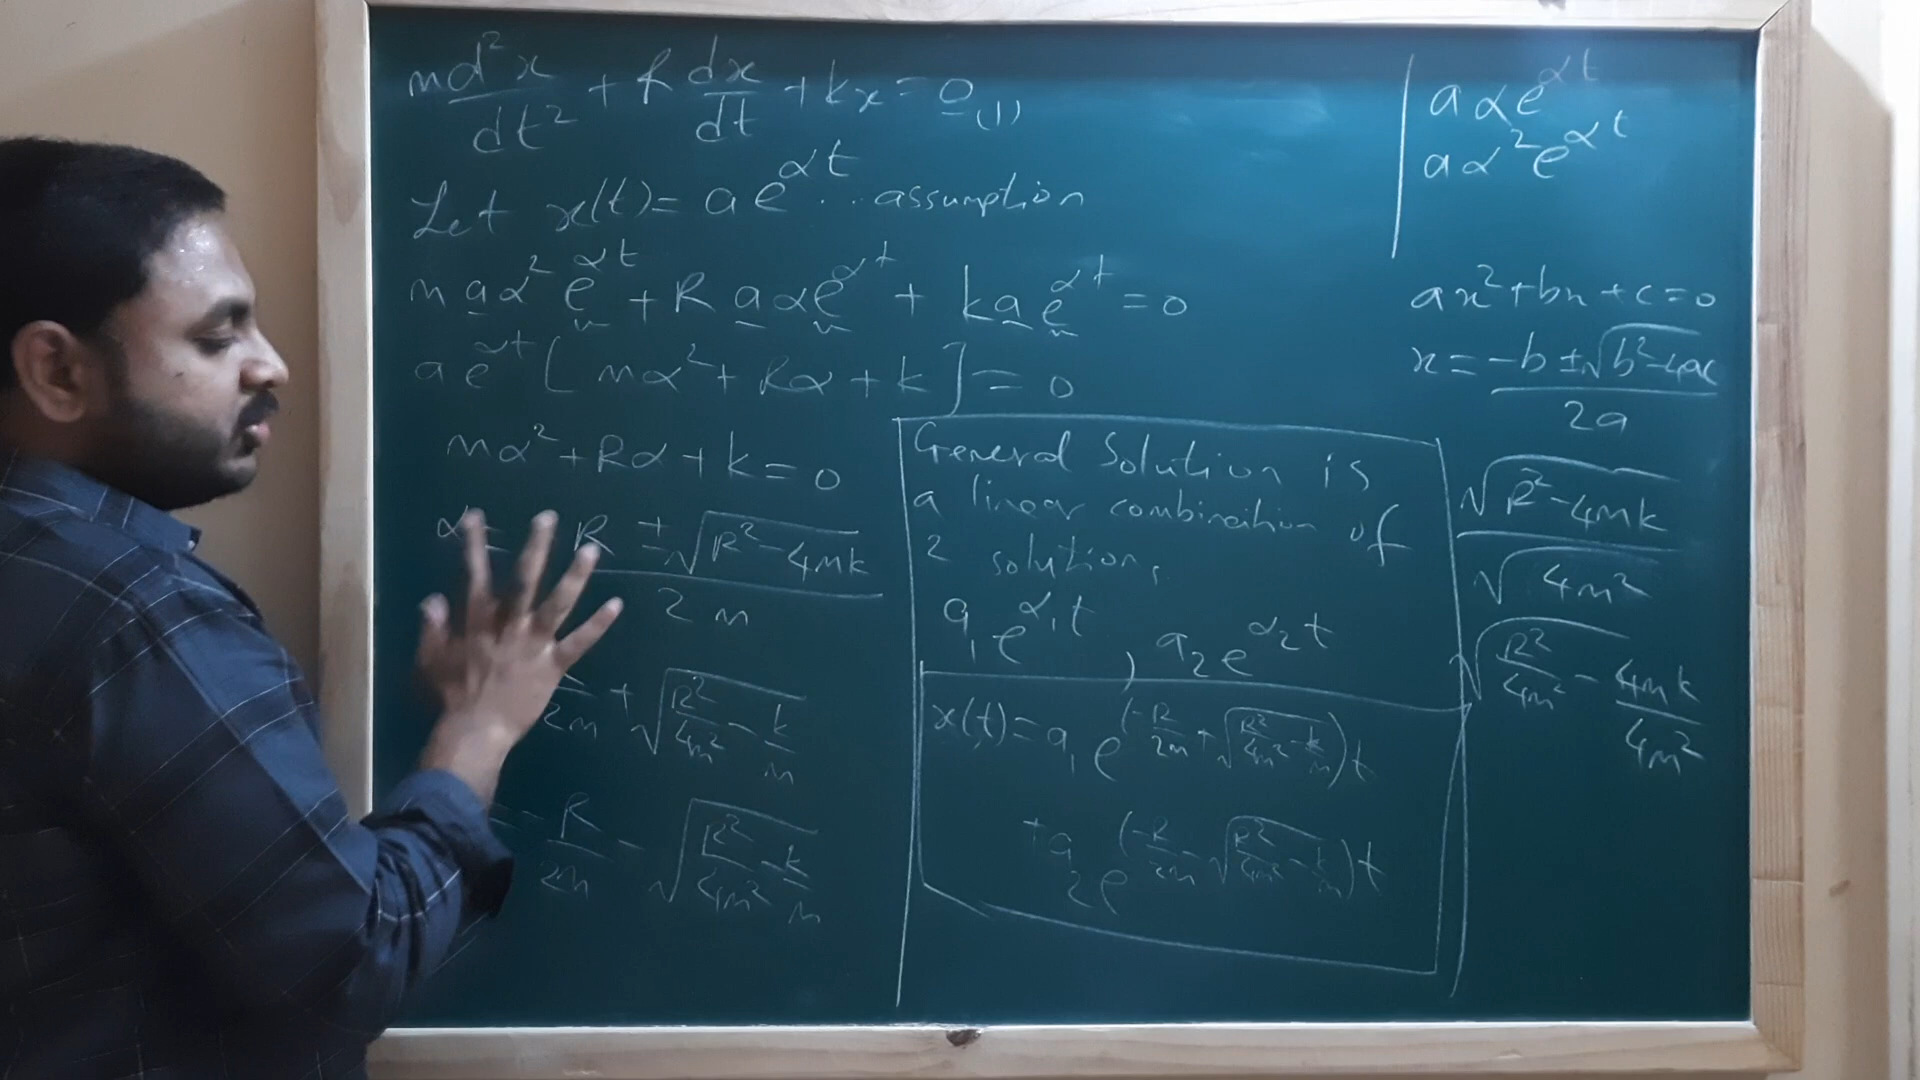 m d²x/dt² + R dx/dt + kx = 0 (1)
Let x(t) = a e^αt ... assumption
m a α² e^αt + R a α e^αt + k a e^αt = 0
a e^αt [ mα² + Rα + k ] = 0
mα² + Rα + k = 0
α = R ± √(R² - 4mk) / 2m
/2m + √(R²/4m² - k/m)
- R/2m - √(R²/4m² - k/m)
General Solution is
a linear combination of
2 solutions
a₁ e^α₁t , a₂ e^α₂t
x(t) = a₁ e^(-R/2m + √(R²/4m² - k/m))t
+ a₂ e^(-R/2m - √(R²/4m² - k/m))t
a α e^αt
a α² e^αt
ax² + bx + c = 0
x = -b ± √(b² - 4ac) / 2a
√(R² - 4mk) / √(4m²)
√(R²/4m² - 4mk/4m²)